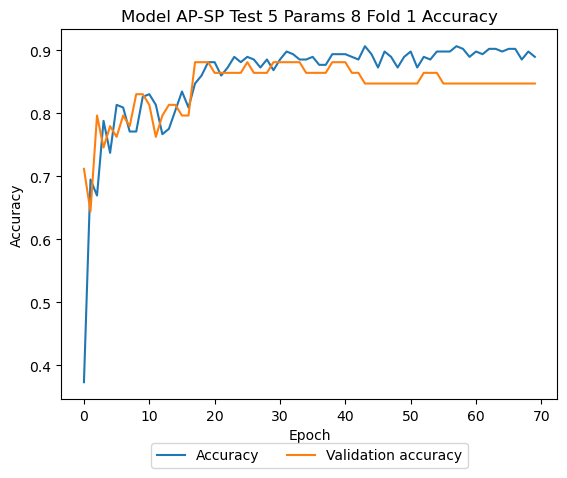 Model AP-SP Test 5 Params 8 Fold 1 Accuracy
0.9
0.8
0.7
0.6
0.5
0.4
Accuracy
0 10 20 30 40 50 60 70
Epoch
Accuracy Validation accuracy